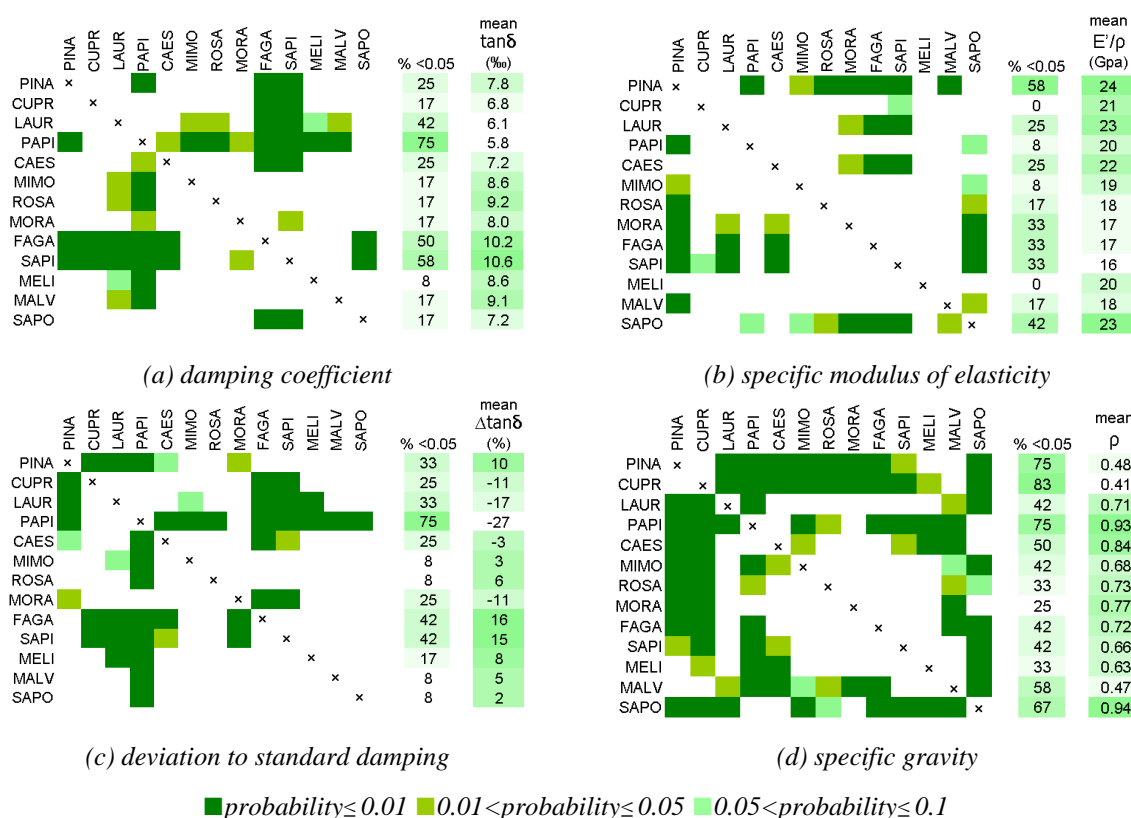 mean
tanδ
PINA CUPR LAUR PAPI CAES MIMO ROSA MORA FAGA SAPI MELI MALV SAPO % <0.05 (‰)
PINA × 25 7.8
CUPR × 17 6.8
LAUR × 42 6.1
PAPI × 75 5.8
CAES × 25 7.2
MIMO × 17 8.6
ROSA × 17 9.2
MORA × 17 8.0
FAGA × 50 10.2
SAPI × 58 10.6
MELI × 8 8.6
MALV × 17 9.1
SAPO × 17 7.2
(a) damping coefficient
mean
E'/ρ
PINA CUPR LAUR PAPI CAES MIMO ROSA MORA FAGA SAPI MELI MALV SAPO % <0.05 (Gpa)
PINA × 58 24
CUPR × 0 21
LAUR × 25 23
PAPI × 8 20
CAES × 25 22
MIMO × 8 19
ROSA × 17 18
MORA × 33 17
FAGA × 33 17
SAPI × 33 16
MELI × 0 20
MALV × 17 18
SAPO × 42 23
(b) specific modulus of elasticity
mean
Δtanδ
PINA CUPR LAUR PAPI CAES MIMO ROSA MORA FAGA SAPI MELI MALV SAPO % <0.05 (%)
PINA × 33 10
CUPR × 25 -11
LAUR × 33 -17
PAPI × 75 -27
CAES × 25 -3
MIMO × 8 3
ROSA × 8 6
MORA × 25 -11
FAGA × 42 16
SAPI × 42 15
MELI × 17 8
MALV × 8 5
SAPO × 8 2
(c) deviation to standard damping
mean
PINA CUPR LAUR PAPI CAES MIMO ROSA MORA FAGA SAPI MELI MALV SAPO % <0.05 ρ
PINA × 75 0.48
CUPR × 83 0.41
LAUR × 42 0.71
PAPI × 75 0.93
CAES × 50 0.84
MIMO × 42 0.68
ROSA × 33 0.73
MORA × 25 0.77
FAGA × 42 0.72
SAPI × 42 0.66
MELI × 33 0.63
MALV × 58 0.47
SAPO × 67 0.94
(d) specific gravity
probability≤ 0.01 0.01<probability≤ 0.05 0.05<probability≤ 0.1